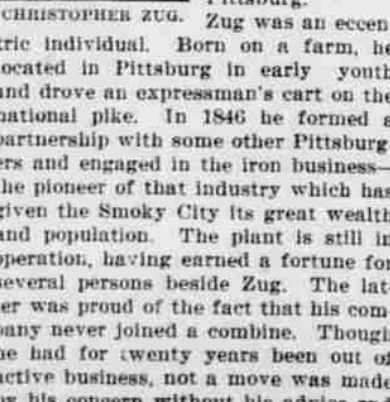 Pittsburg.
CHRISTOPHER ZUG. Zug was an eccen
tric individual. Born on a farm, he
located in Pittsburg in early youth
and drove an expressman's cart on the
national pike. In 1846 he formed a
partnership with some other Pittsburg
ers and engaged in the iron business—
the pioneer of that industry which has
given the Smoky City its great wealth
and population. The plant is still in
operation, having earned a fortune for
several persons beside Zug. The lat-
ter was proud of the fact that his com-
pany never joined a combine. Though
he had for twenty years been out of
active business, not a move was made
by his concern without his advice